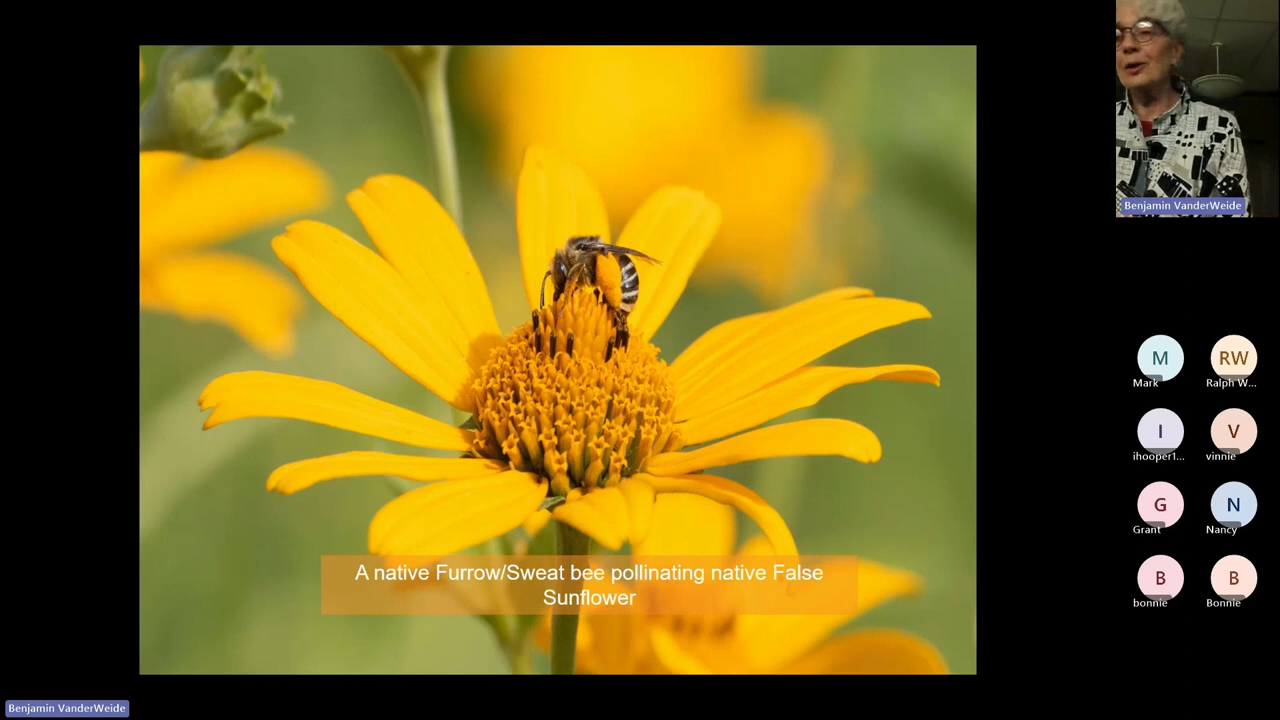 A native Furrow/Sweat bee pollinating native False
Sunflower
Benjamin VanderWeide
M
RW
Mark
Ralph W...
I
V
ihooper1...
vinnie
G
N
Grant
Nancy
B
B
bonnie
Bonnie
Benjamin VanderWeide